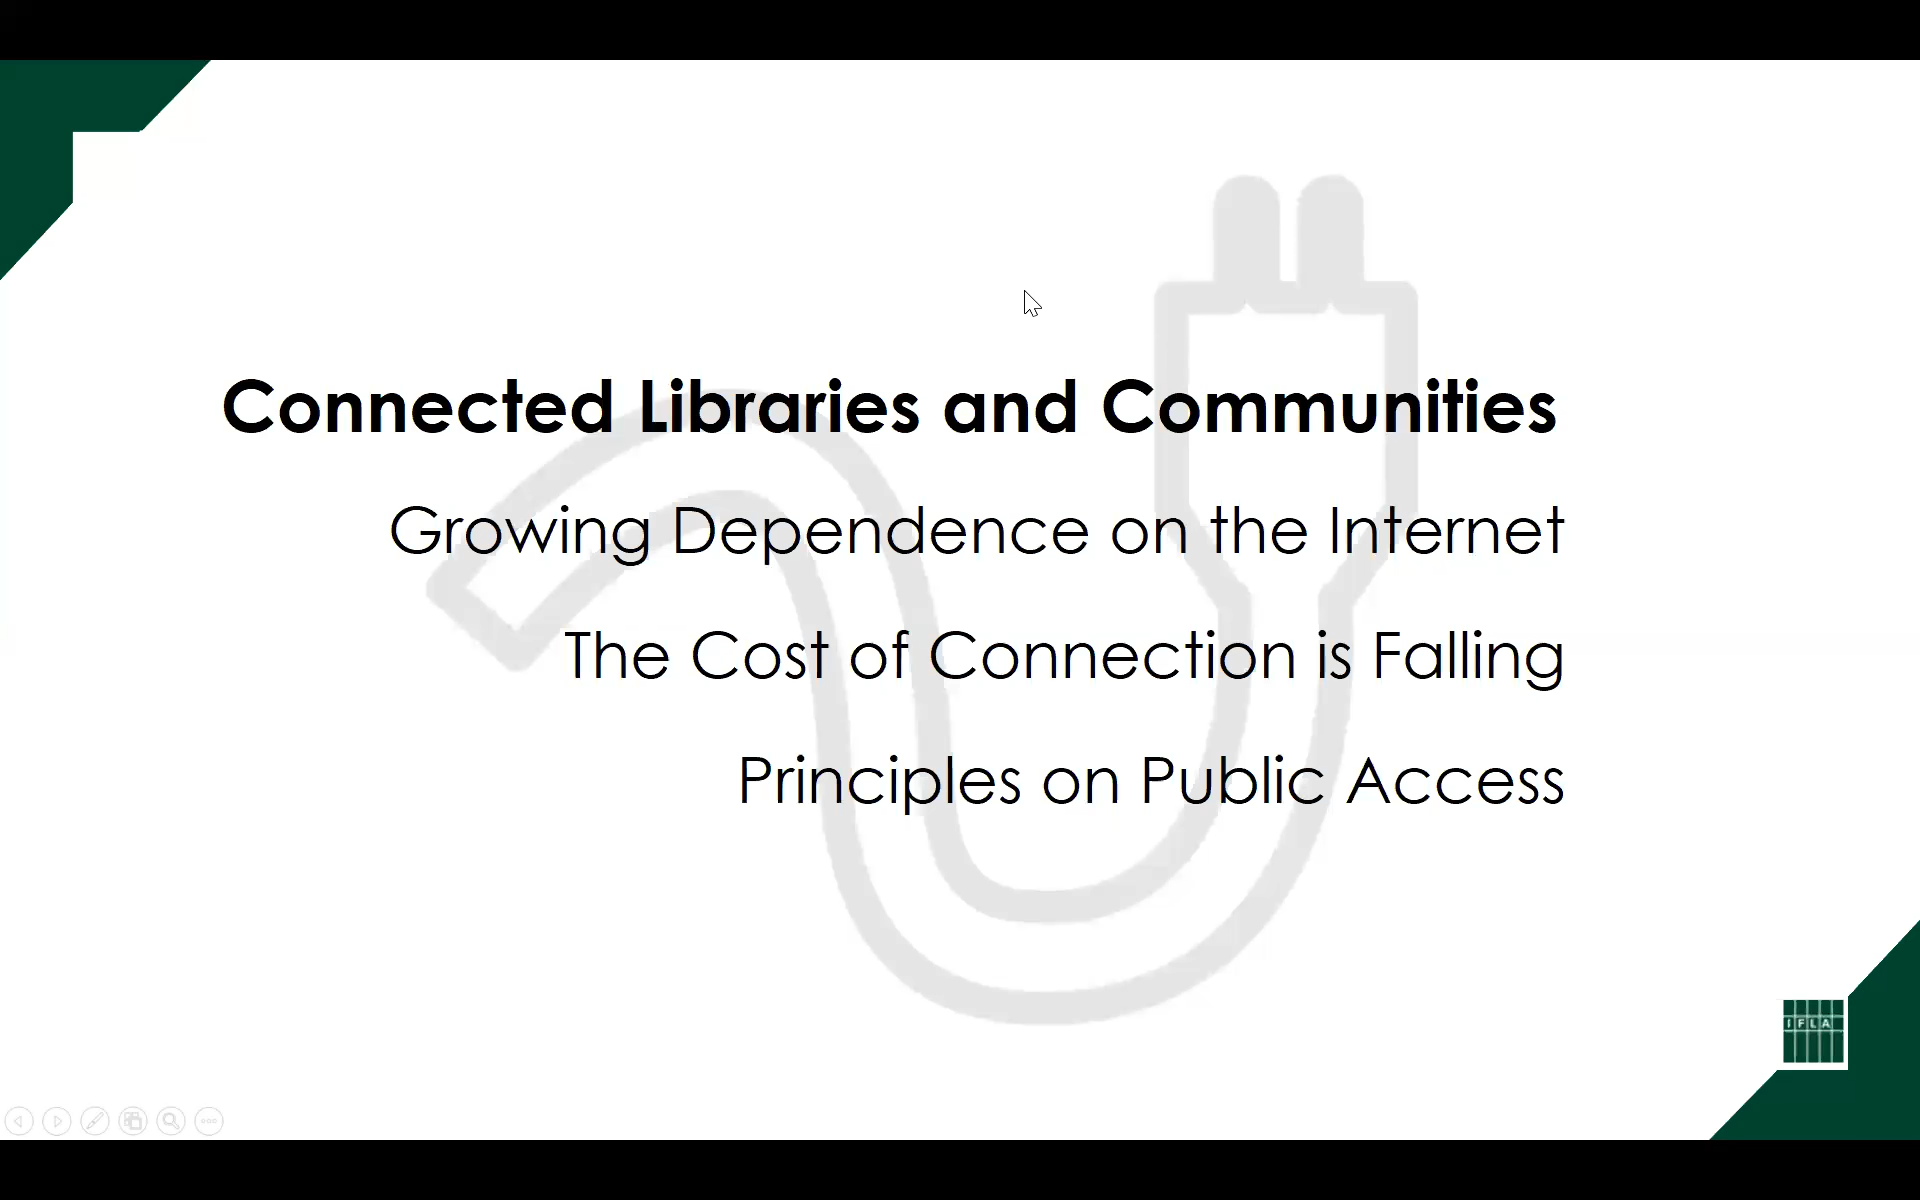 Connected Libraries and Communities
Growing Dependence on the Internet
The Cost of Connection is Falling
Principles on Public Access
IFLA